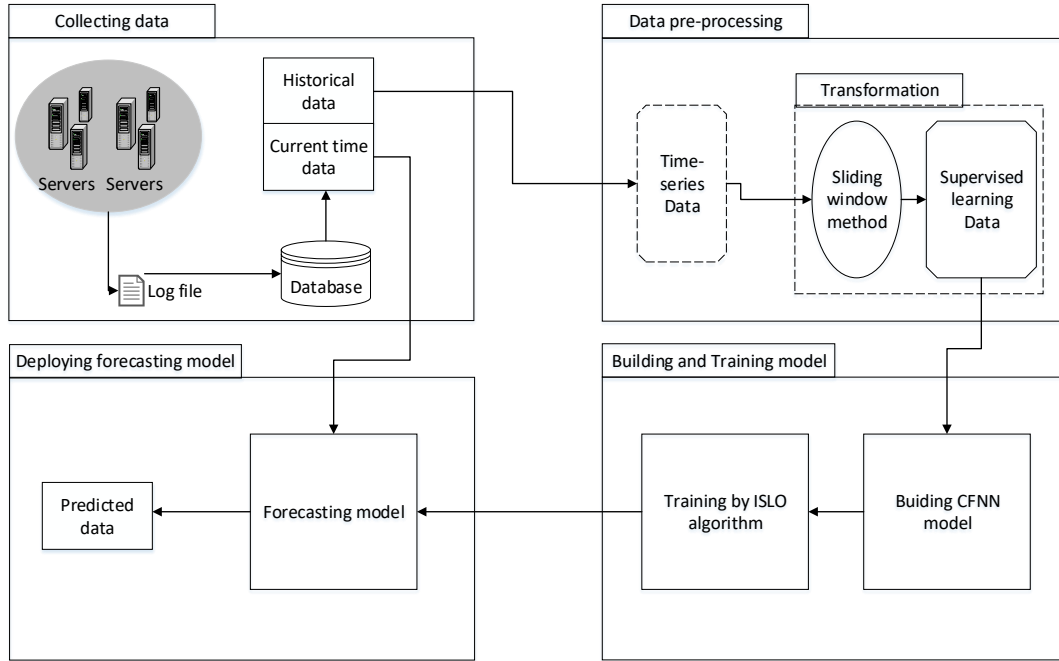 Collecting data
Servers Servers
Log file
Database
Historical
data
Current time
data
Data pre-processing
Time-
series
Data
Transformation
Sliding
window
method
Supervised
learning
Data
Deploying forecasting model
Predicted
data
Forecasting model
Building and Training model
Training by ISLO
algorithm
Buiding CFNN
model